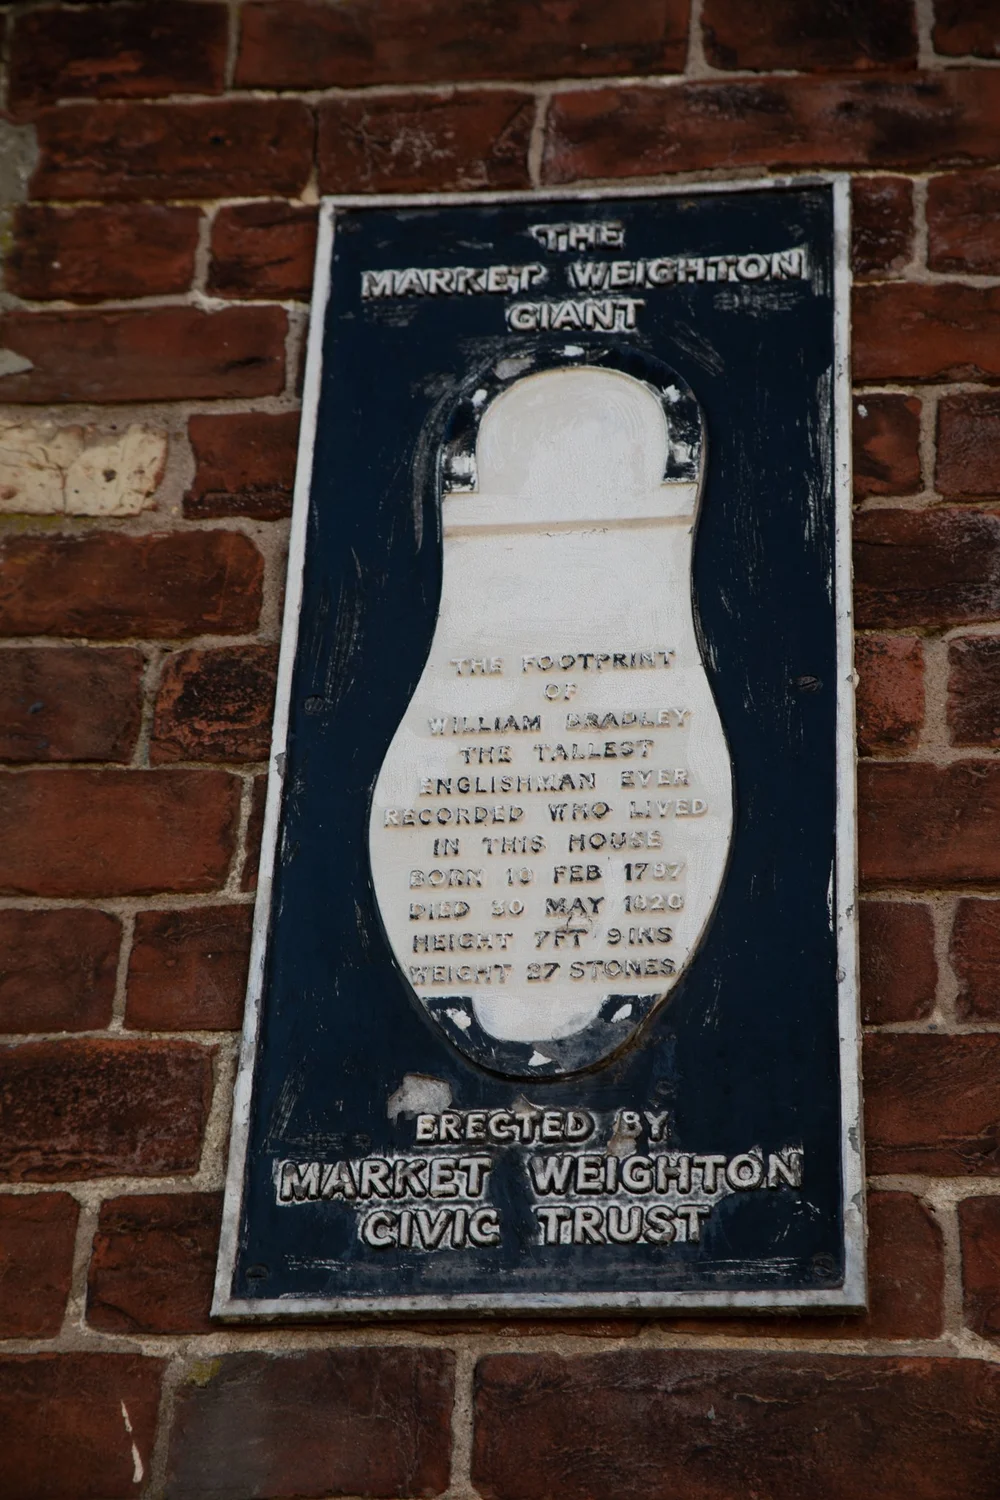 THE
MARKET WEIGHTON
GIANT
THE FOOTPRINT
OF
WILLIAM BRADLEY
THE TALLEST
ENGLISHMAN EVER
RECORDED WHO LIVED
IN THIS HOUSE
BORN 10 FEB 1787
DIED 30 MAY 1820
HEIGHT 7FT 9INS
WEIGHT 27 STONES
ERECTED BY
MARKET WEIGHTON
CIVIC TRUST